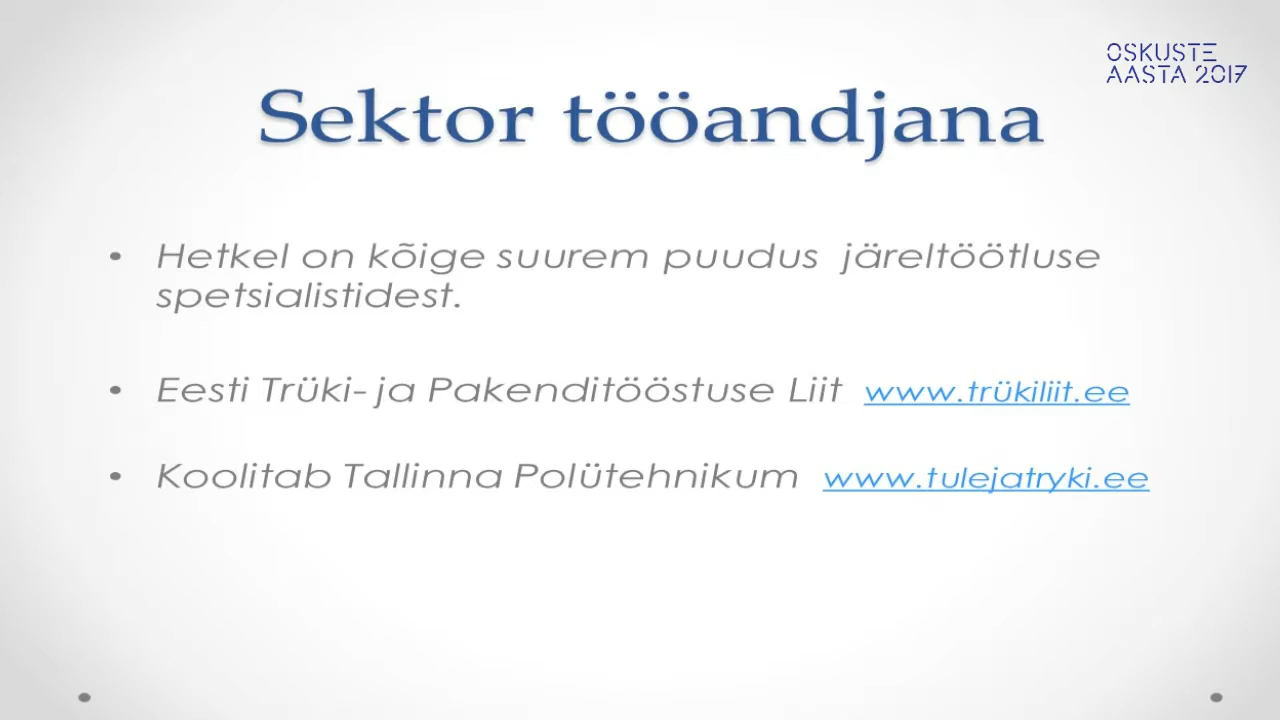 OSKUSTE
AASTA 2017
Sektor tööandjana
• Hetkel on kõige suurem puudus järeltöötluse
spetsialistidest.
• Eesti Trüki- ja Pakenditööstuse Liit www.trükiliit.ee
• Koolitab Tallinna Polütehnikum www.tulejatryki.ee